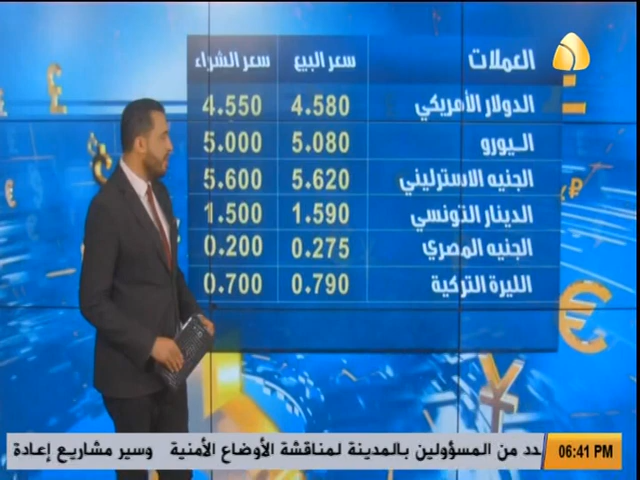 العملات سعر البيع سعر الشراء
الدولار الأمريكي 4.580 4.550
اليورو 5.080 5.000
الجنيه الاسترليني 5.620 5.600
الدينار التونسي 1.590 1.500
الجنيه المصري 0.275 0.200
الليرة التركية 0.790 0.700
06:41 PM دد من المسؤولين بالمدينة لمناقشة الأوضاع الأمنية وسير مشاريع إعادة